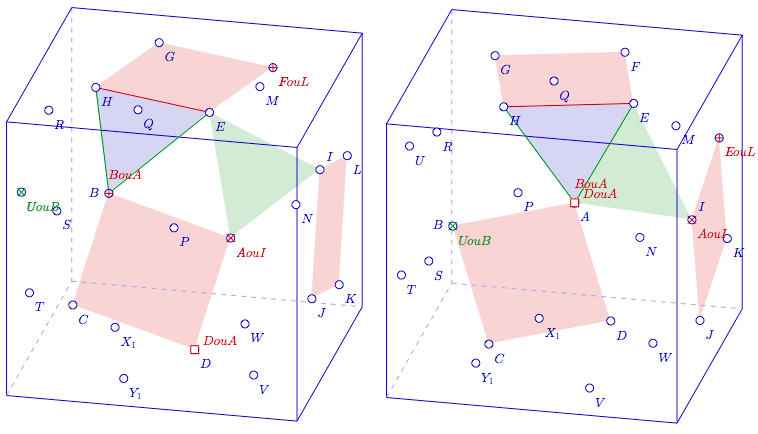 G
FouL
H
M
R
Q
E
BouA
I
L
B
UouB
S
N
P
AouI
T
K
C
J
X1
W
DouA
D
Y1
V
G
F
Q
H
E
M
R
U
EouL
BouA
DouA
P
A
I
B
UouB
AouI
N
K
S
T
X1
J
D
C
W
Y1
V